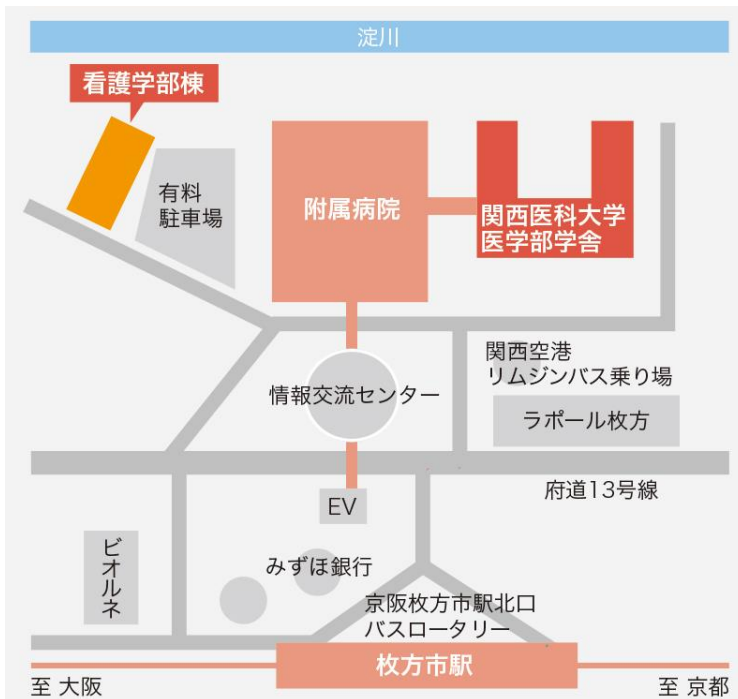 淀川
看護学部棟
有料
駐車場
附属病院
関西医科大学
医学部学舎
関西空港
リムジンバス乗り場
情報交流センター
ラポール枚方
府道13号線
EV
ビオルネ
みずほ銀行
京阪枚方市駅北口
バスロータリー
枚方市駅
至 大阪
至 京都